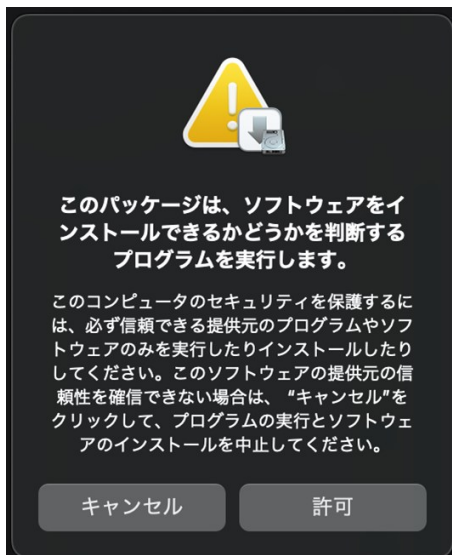 このパッケージは、ソフトウェアをイ
ンストールできるかどうかを判断する
プログラムを実行します。
このコンピュータのセキュリティを保護するに
は、必ず信頼できる提供元のプログラムやソフ
トウェアのみを実行したりインストールしたり
してください。このソフトウェアの提供元の信
頼性を確信できない場合は、 “キャンセル”を
クリックして、プログラムの実行とソフトウェ
アのインストールを中止してください。
キャンセル
許可